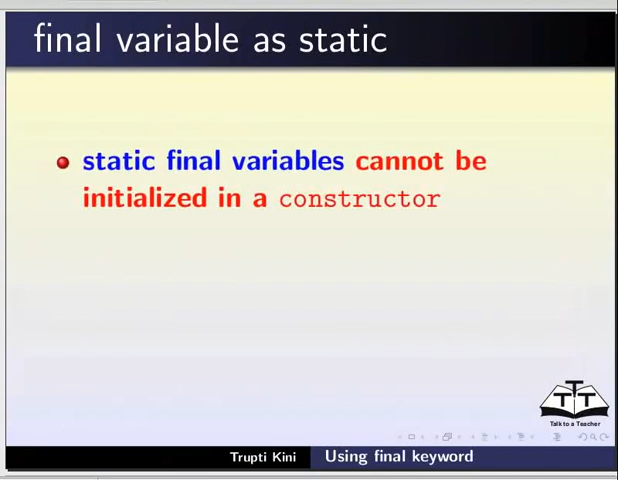 final variable as static
static final variables cannot be
initialized in a constructor
TTT
Talk to a Teacher
Trupti Kini
Using final keyword